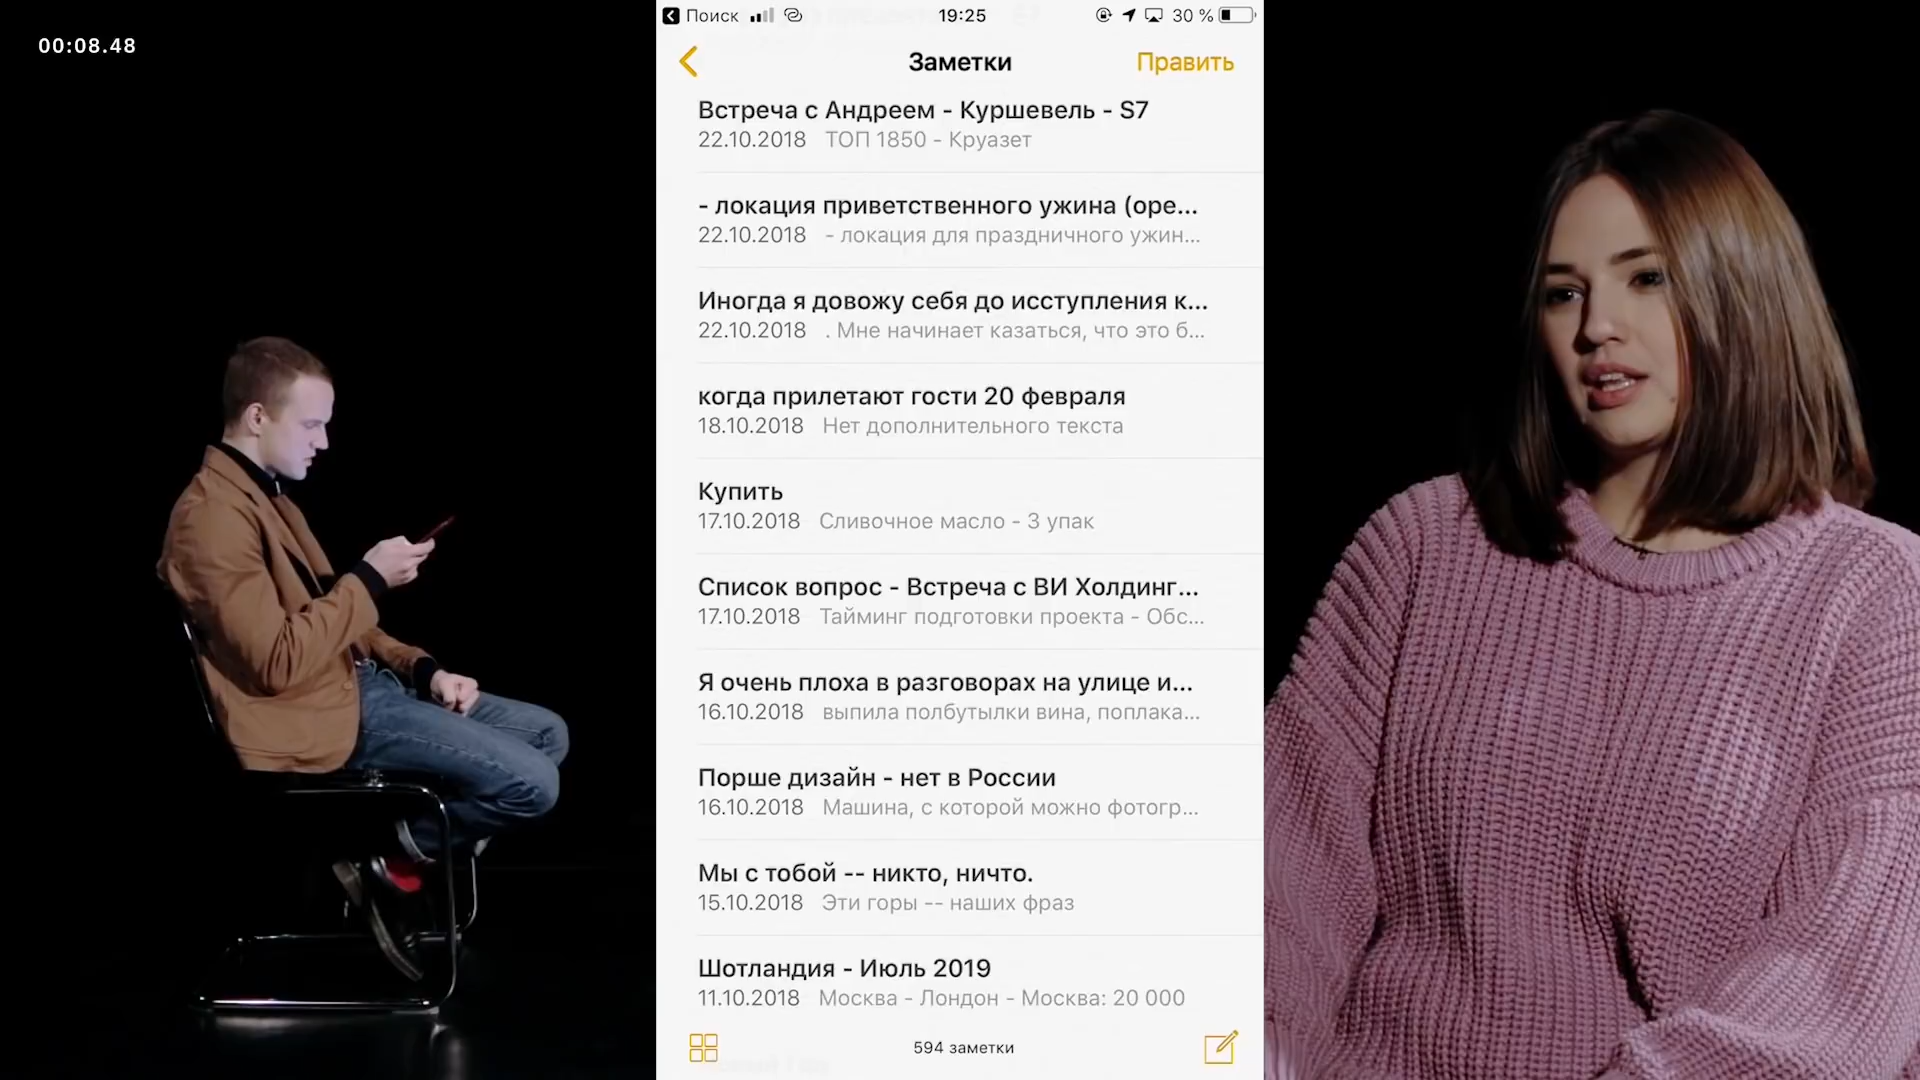 00:08.48
Поиск 19:25 30 %
Заметки Править
Встреча с Андреем - Куршевель - S7
22.10.2018 ТОП 1850 - Круазет
- локация приветственного ужина (оре...
22.10.2018 - локация для праздничного ужин...
Иногда я довожу себя до исступления к...
22.10.2018 . Мне начинает казаться, что это б...
когда прилетают гости 20 февраля
18.10.2018 Нет дополнительного текста
Купить
17.10.2018 Сливочное масло - 3 упак
Список вопрос - Встреча с ВИ Холдинг...
17.10.2018 Тайминг подготовки проекта - Обс...
Я очень плоха в разговорах на улице и...
16.10.2018 выпила полбутылки вина, поплака...
Порше дизайн - нет в России
16.10.2018 Машина, с которой можно фотогр...
Мы с тобой -- никто, ничто.
15.10.2018 Эти горы -- наших фраз
Шотландия - Июль 2019
11.10.2018 Москва - Лондон - Москва: 20 000
594 заметки